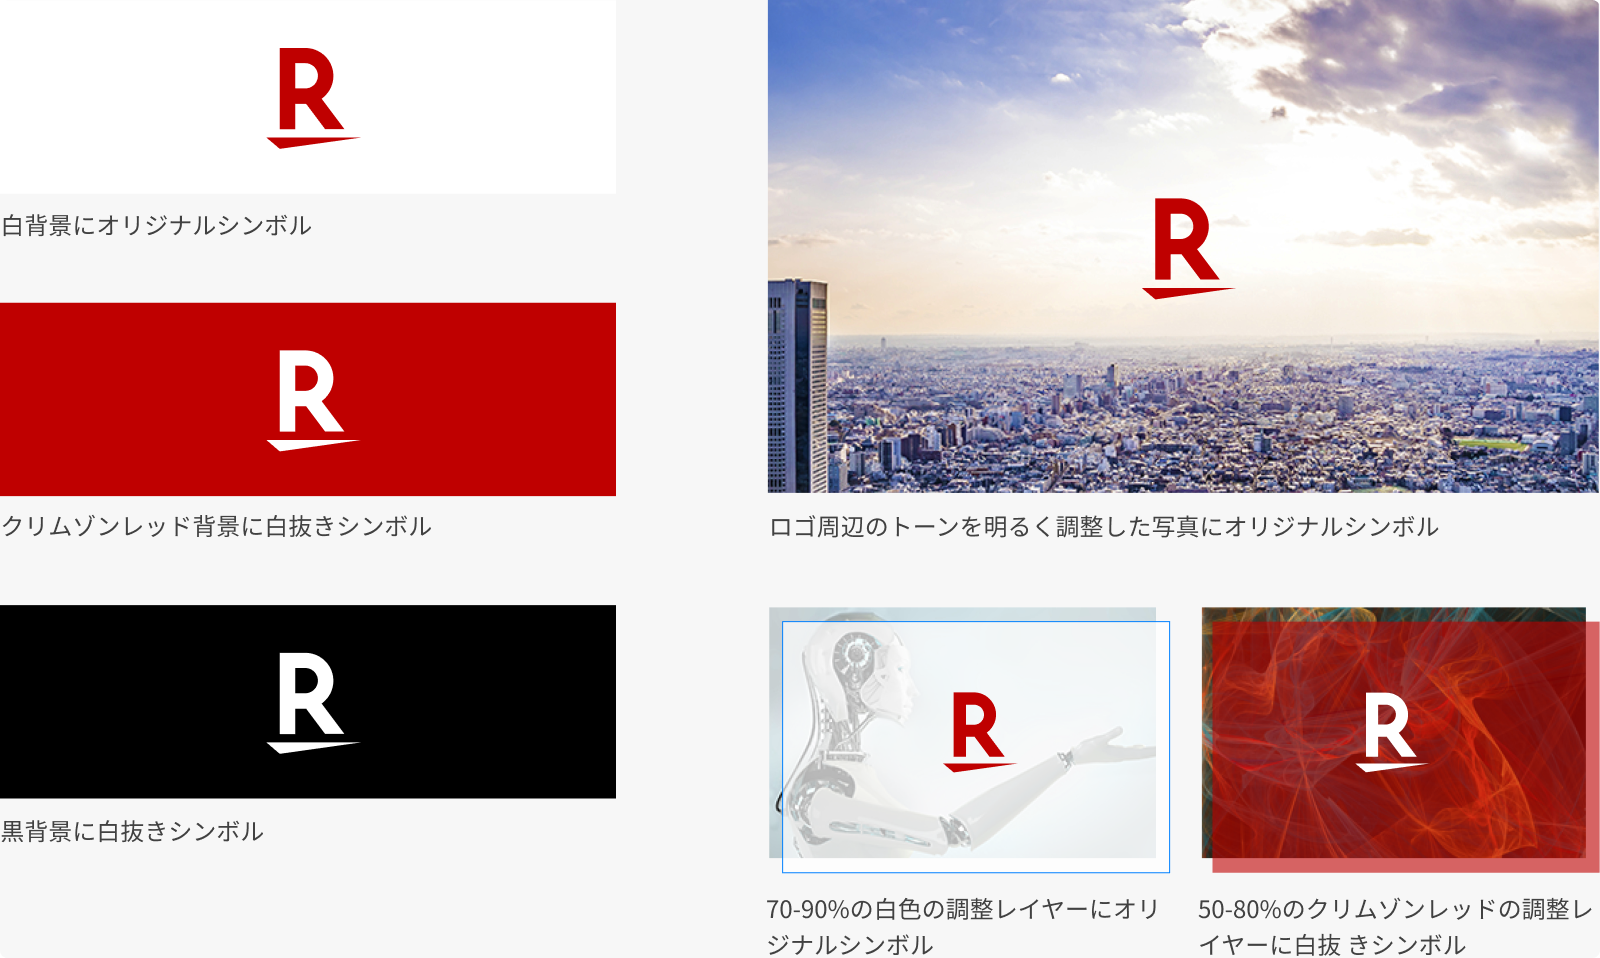 R
白背景にオリジナルシンボル
R
クリムゾンレッド背景に白抜きシンボル
R
黒背景に白抜きシンボル
R
ロゴ周辺のトーンを明るく調整した写真にオリジナルシンボル
R
70-90%の白色の調整レイヤーにオリ
ジナルシンボル
R
50-80%のクリムゾンレッドの調整レ
イヤーに白抜 きシンボル